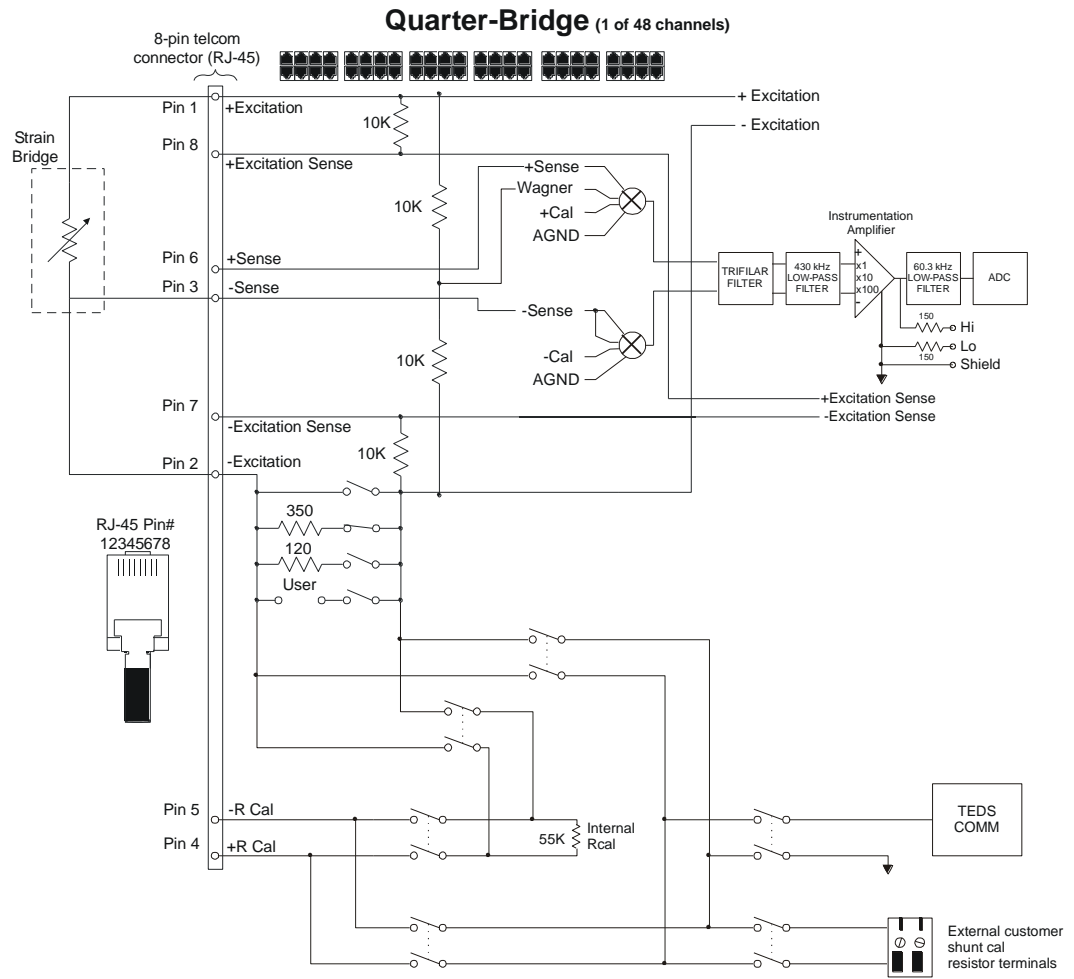 Quarter-Bridge (1 of 48 channels)
8-pin telcom
connector (RJ-45)
Pin 1
+Excitation
10K
+ Excitation
- Excitation
Strain
Bridge
Pin 8
+Excitation Sense
+Sense
Wagner
+Cal
AGND
10K
Instrumentation
Amplifier
Pin 6
+Sense
Pin 3
-Sense
TRIFILAR
FILTER
430 kHz
LOW-PASS
FILTER
+
x1
x10
x100
-
60.3 kHz
LOW-PASS
FILTER
ADC
-Sense
-Cal
AGND
150
Hi
Lo
150
Shield
10K
+Excitation Sense
-Excitation Sense
Pin 7
-Excitation Sense
10K
Pin 2
-Excitation
350
120
User
RJ-45 Pin#
12345678
Pin 5
-R Cal
Pin 4
+R Cal
55K
Internal
Rcal
TEDS
COMM
External customer
shunt cal
resistor terminals